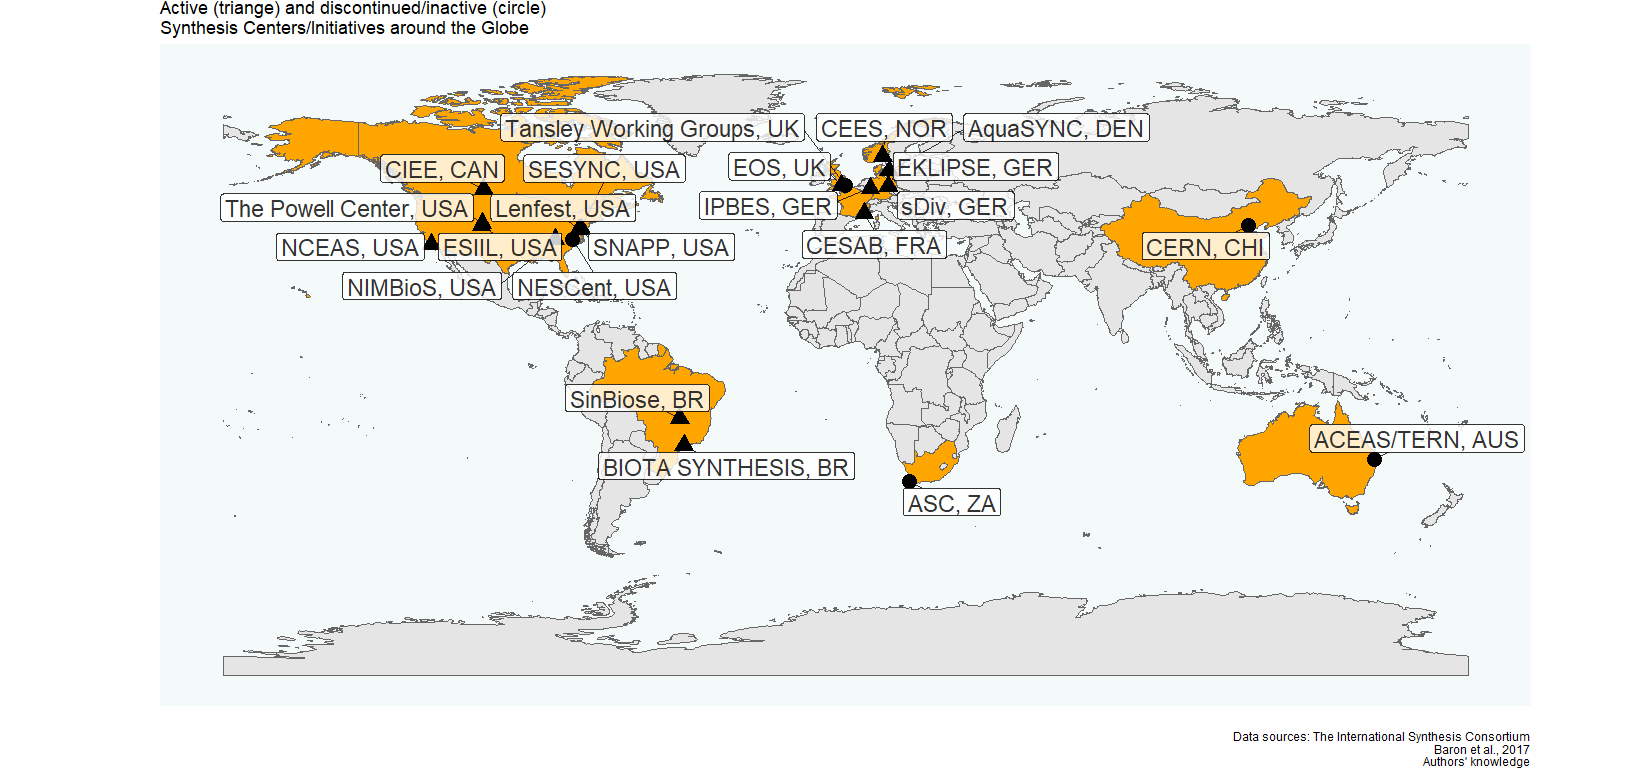 Active (triange) and discontinued/inactive (circle)
Synthesis Centers/Initiatives around the Globe
Tansley Working Groups, UK
CEES, NOR
AquaSYNC, DEN
CIEE, CAN
SESYNC, USA
EOS, UK
EKLIPSE, GER
The Powell Center, USA
Lenfest, USA
IPBES, GER
sDiv, GER
NCEAS, USA
ESIIL, USA
SNAPP, USA
CESAB, FRA
CERN, CHI
NIMBioS, USA
NESCent, USA
SinBiose, BR
ACEAS/TERN, AUS
BIOTA SYNTHESIS, BR
ASC, ZA
Data sources: The International Synthesis Consortium
Baron et al., 2017
Authors' knowledge